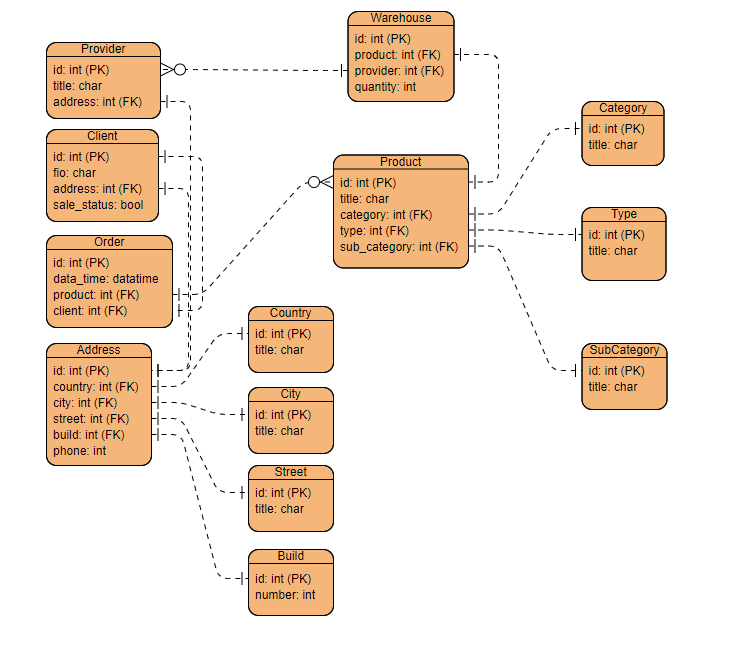 Warehouse
id: int (PK)
product: int (FK)
provider: int (FK)
quantity: int
Provider
id: int (PK)
title: char
address: int (FK)
Client
id: int (PK)
fio: char
address: int (FK)
sale_status: bool
Product
id: int (PK)
title: char
category: int (FK)
type: int (FK)
sub_category: int (FK)
Category
id: int (PK)
title: char
Type
id: int (PK)
title: char
Order
id: int (PK)
data_time: datatime
product: int (FK)
client: int (FK)
Country
id: int (PK)
title: char
Address
id: int (PK)
country: int (FK)
city: int (FK)
street: int (FK)
build: int (FK)
phone: int
SubCategory
id: int (PK)
title: char
City
id: int (PK)
title: char
Street
id: int (PK)
title: char
Build
id: int (PK)
number: int